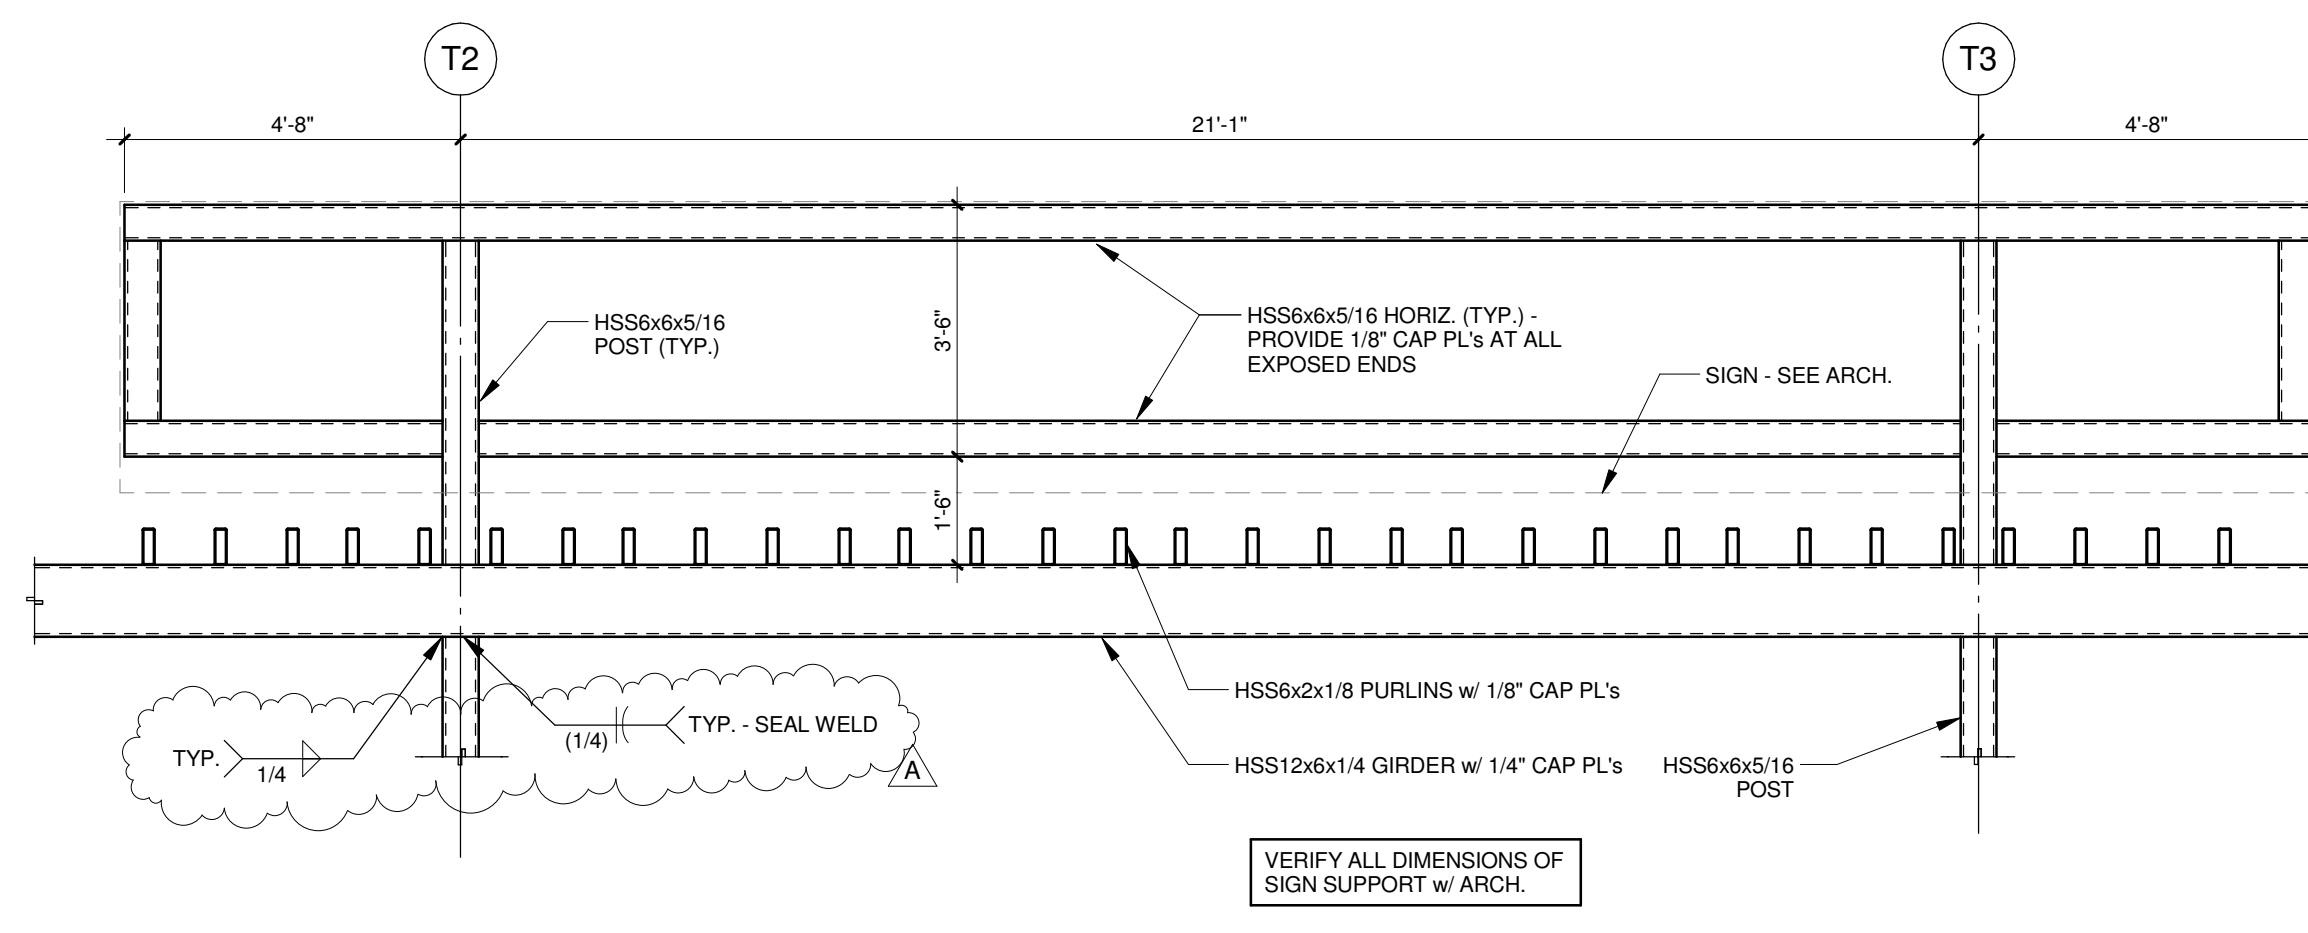 T2
T3
4'-8"
21'-1"
4'-8"
HSS6x6x5/16
POST (TYP.)
3'-6"
HSS6x6x5/16 HORIZ. (TYP.) -
PROVIDE 1/8" CAP PL's AT ALL
EXPOSED ENDS
SIGN - SEE ARCH.
1'-6"
HSS6x2x1/8 PURLINS w/ 1/8" CAP PL's
(1/4)
TYP. - SEAL WELD
TYP.
1/4
A
HSS12x6x1/4 GIRDER w/ 1/4" CAP PL's
HSS6x6x5/16
POST
VERIFY ALL DIMENSIONS OF
SIGN SUPPORT w/ ARCH.